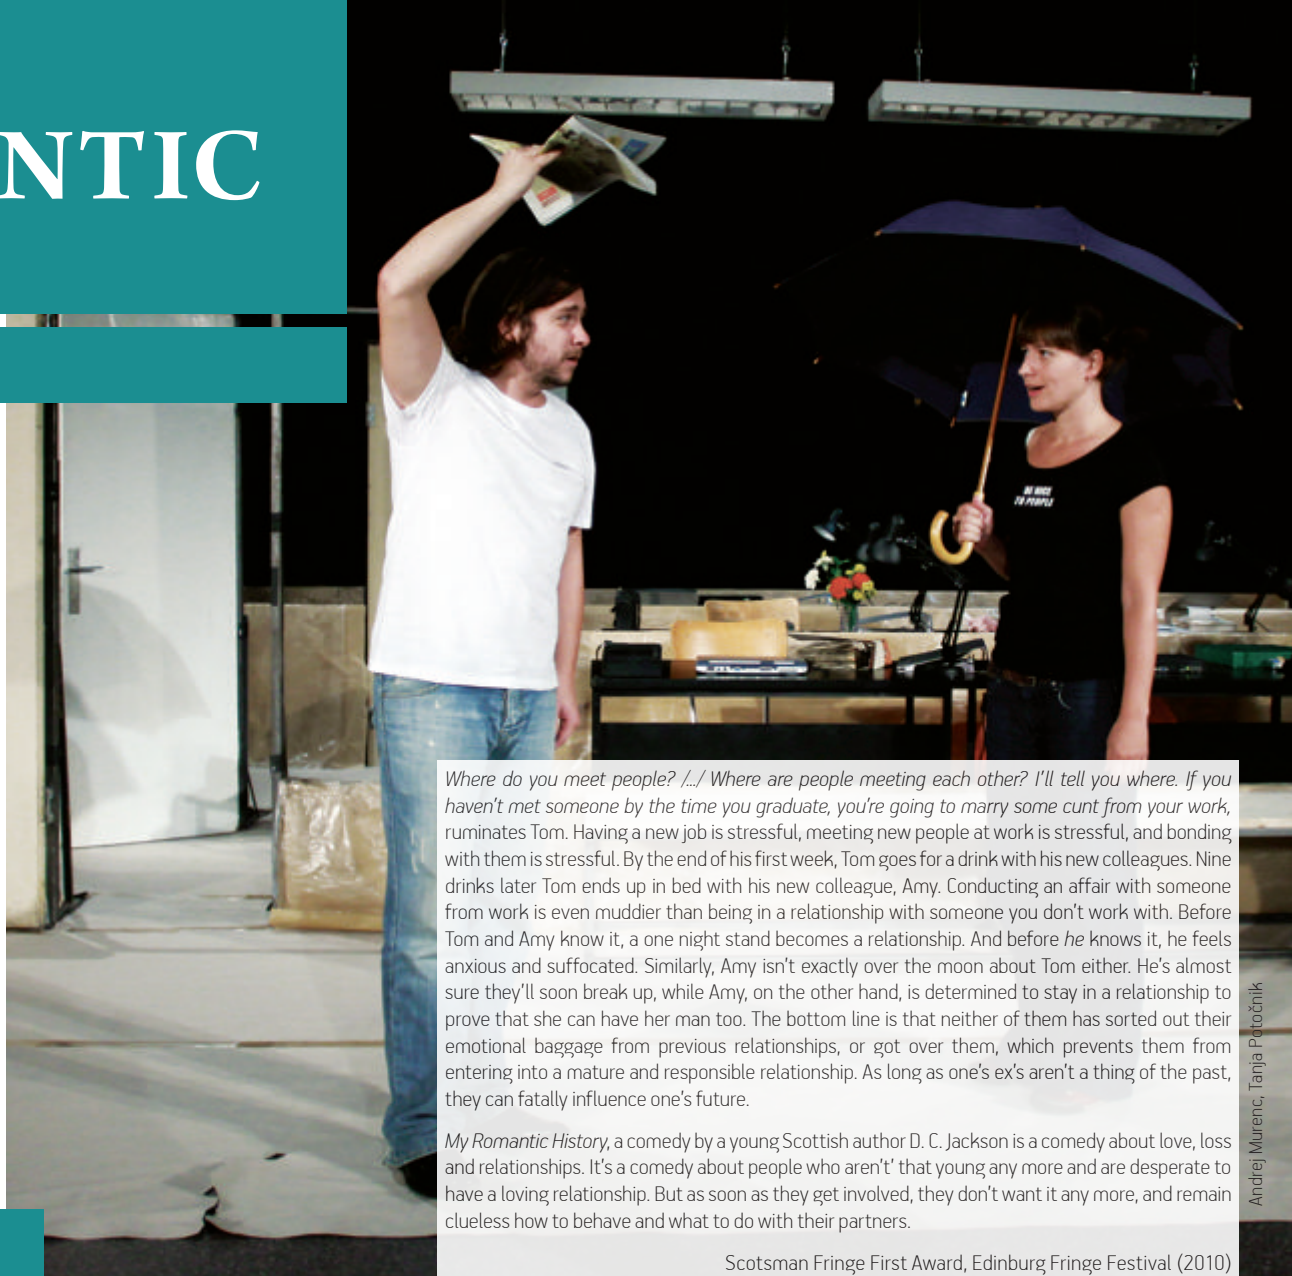 NTIC
BE NICE
TO PEOPLE
Where do you meet people? /.../ Where are people meeting each other? I'll tell you where. If you
haven't met someone by the time you graduate, you're going to marry some cunt from your work,
ruminates Tom. Having a new job is stressful, meeting new people at work is stressful, and bonding
with them is stressful. By the end of his first week, Tom goes for a drink with his new colleagues. Nine
drinks later Tom ends up in bed with his new colleague, Amy. Conducting an affair with someone
from work is even muddier than being in a relationship with someone you don't work with. Before
Tom and Amy know it, a one night stand becomes a relationship. And before he knows it, he feels
anxious and suffocated. Similarly, Amy isn't exactly over the moon about Tom either. He's almost
sure they'll soon break up, while Amy, on the other hand, is determined to stay in a relationship to
prove that she can have her man too. The bottom line is that neither of them has sorted out their
emotional baggage from previous relationships, or got over them, which prevents them from
entering into a mature and responsible relationship. As long as one's ex's aren't a thing of the past,
they can fatally influence one's future.
My Romantic History, a comedy by a young Scottish author D. C. Jackson is a comedy about love, loss
and relationships. It's a comedy about people who aren't' that young any more and are desperate to
have a loving relationship. But as soon as they get involved, they don't want it any more, and remain
clueless how to behave and what to do with their partners.
Scotsman Fringe First Award, Edinburg Fringe Festival (2010)
Andrej Murenc, Tanja Potočnik